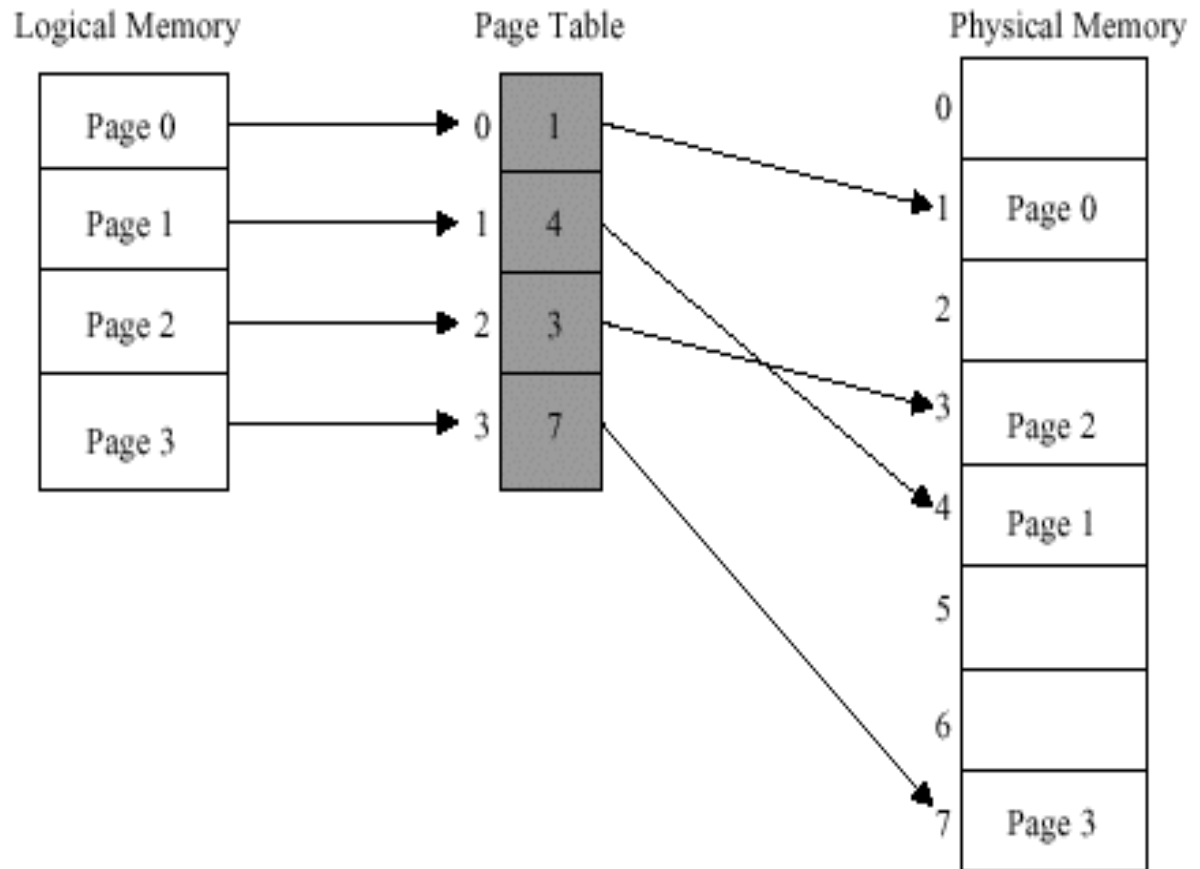 Logical Memory Page Table Physical Memory
0
Page 0 0 1
1 Page 0
Page 1 1 4
2
Page 2 2 3
3 Page 2
Page 3 3 7
4 Page 1
5
6
7 Page 3